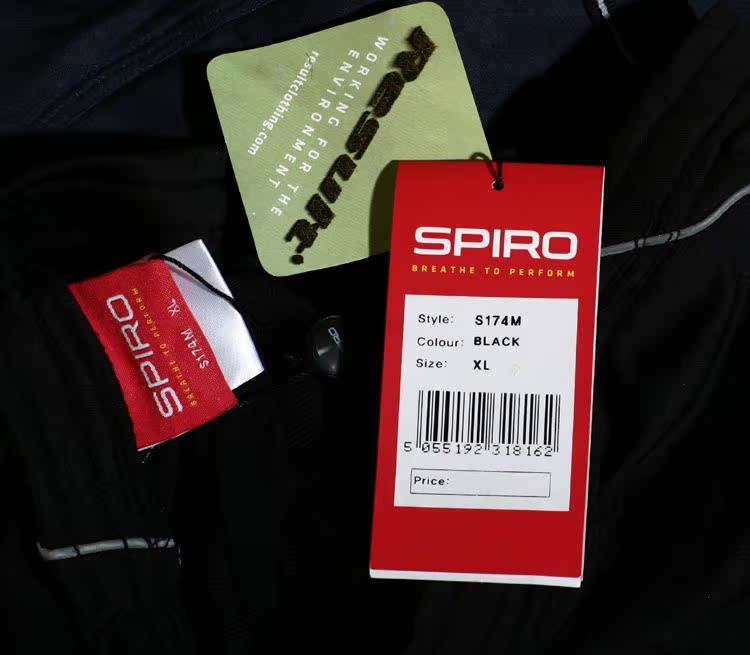 Result.
WORKING FOR THE
ENVIRONMENT
resultclothing.com
SPIRO
BREATHE TO PERFORM
Style: S174M
Colour: BLACK
Size: XL
5 055192 318162
Price:
SPIRO
BREATHE TO PERFORM
S174M XL